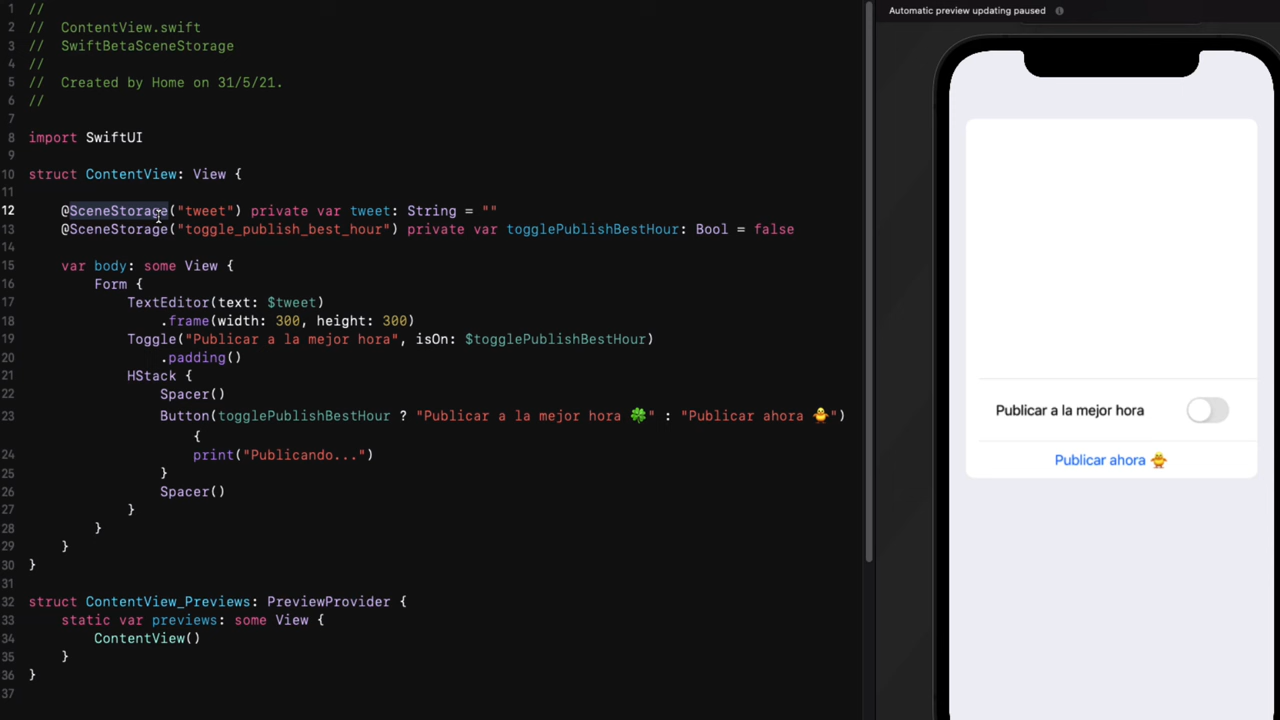 1 //
2 //  ContentView.swift
3 //  SwiftBetaSceneStorage
4 //
5 //  Created by Home on 31/5/21.
6 //
7
8 import SwiftUI
9
10 struct ContentView: View {
11
12     @SceneStorage("tweet") private var tweet: String = ""
13     @SceneStorage("toggle_publish_best_hour") private var togglePublishBestHour: Bool = false
14
15     var body: some View {
16         Form {
17             TextEditor(text: $tweet)
18                 .frame(width: 300, height: 300)
19             Toggle("Publicar a la mejor hora", isOn: $togglePublishBestHour)
20                 .padding()
21             HStack {
22                 Spacer()
23                 Button(togglePublishBestHour ? "Publicar a la mejor hora 🍀" : "Publicar ahora 🐥")
{
24                     print("Publicando...")
25                 }
26                 Spacer()
27             }
28         }
29     }
30 }
31
32 struct ContentView_Previews: PreviewProvider {
33     static var previews: some View {
34         ContentView()
35     }
36 }
37
Automatic preview updating paused
Publicar a la mejor hora
Publicar ahora 🐥